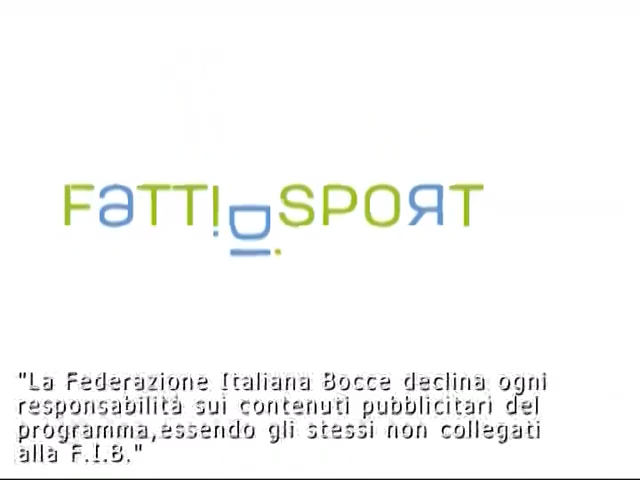 FaTTi Di SPORT
"La Federazione Italiana Bocce declina ogni
responsabilità sui contenuti pubblicitari del
programma,essendo gli stessi non collegati
alla F.I.B."